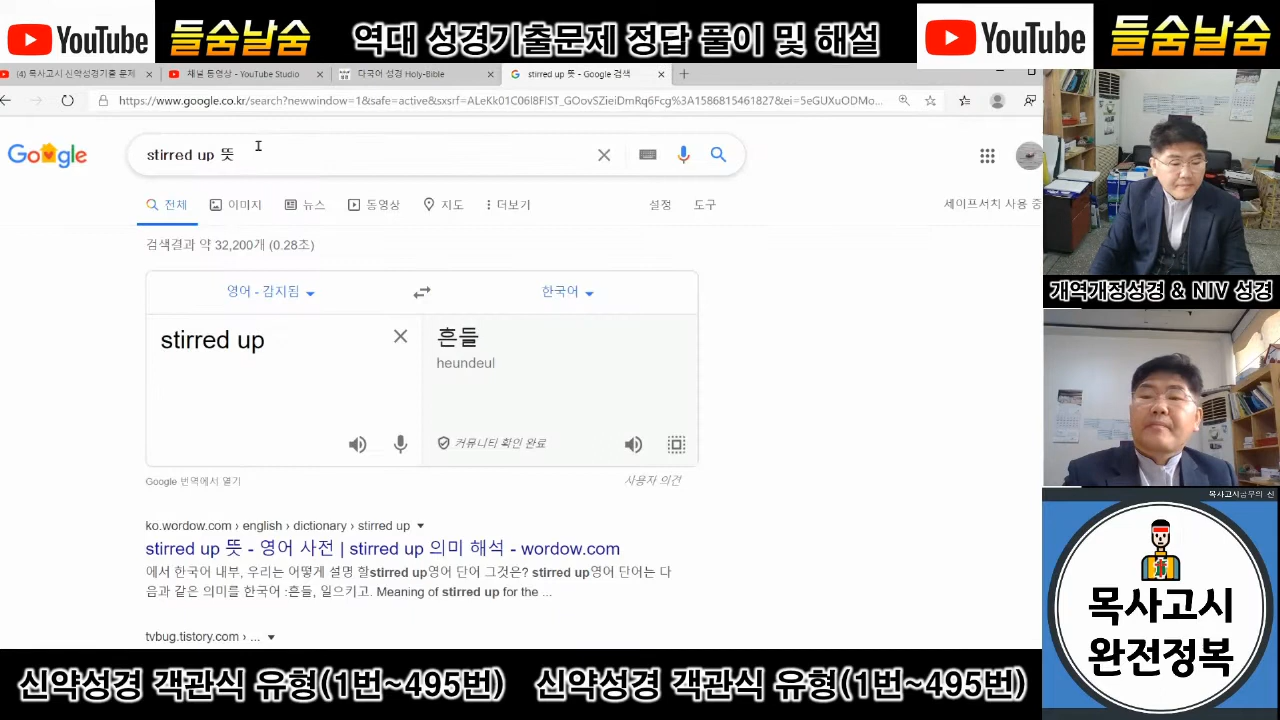 YouTube 들숨날숨 역대 성경기출문제 정답 풀이 및 해설 YouTube 들숨날숨
(4) 목사고시 신약성경기출 문제 채널 동영상 - YouTube Studio 다국어 성경 Holy-Bible stirred up 뜻 - Google 검색
https://www.google.co.kr/search?newwindow=1&safe=active&sxsrf=
Google stirred up 뜻
전체 이미지 뉴스 동영상 지도 더보기 설정 도구 세이프서치 사용 중
검색결과 약 32,200개 (0.28초)
영어 - 감지됨 한국어
stirred up 흔들
heundeul
커뮤니티 확인 완료
Google 번역에서 열기 사용자 의견
ko.wordow.com › english › dictionary › stirred up
stirred up 뜻 - 영어 사전 | stirred up 의미 해석 - wordow.com
에서 한국어 내부, 우리는 어떻게 설명 할stirred up영어 단어 그것은? stirred up영어 단어는 다
음과 같은 의미를 한국어 :흔들, 일으키고. Meaning of stirred up for the ...
tvbug.tistory.com › ...
개역개정성경 & NIV 성경
목사고시공부의 신
목사고시
완전정복
신약성경 객관식 유형(1번~495번) 신약성경 객관식 유형(1번~495번)